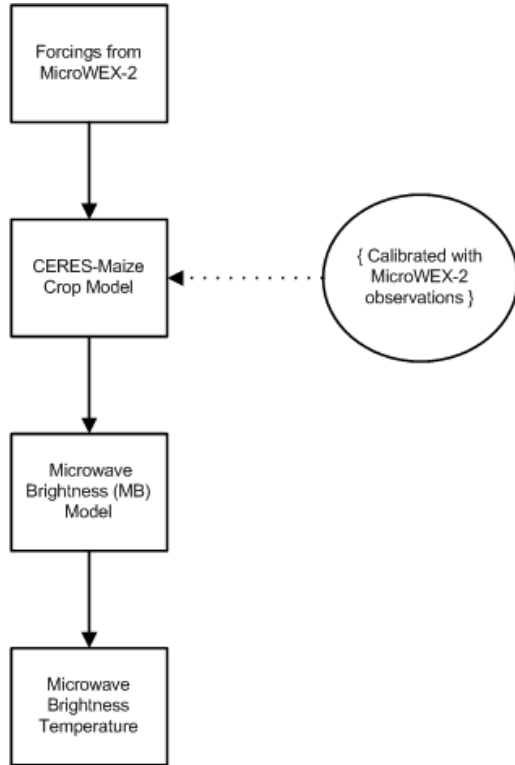 Forcings from
MicroWEX-2
CERES-Maize
Crop Model
{ Calibrated with
MicroWEX-2
observations }
Microwave
Brightness (MB)
Model
Microwave
Brightness
Temperature